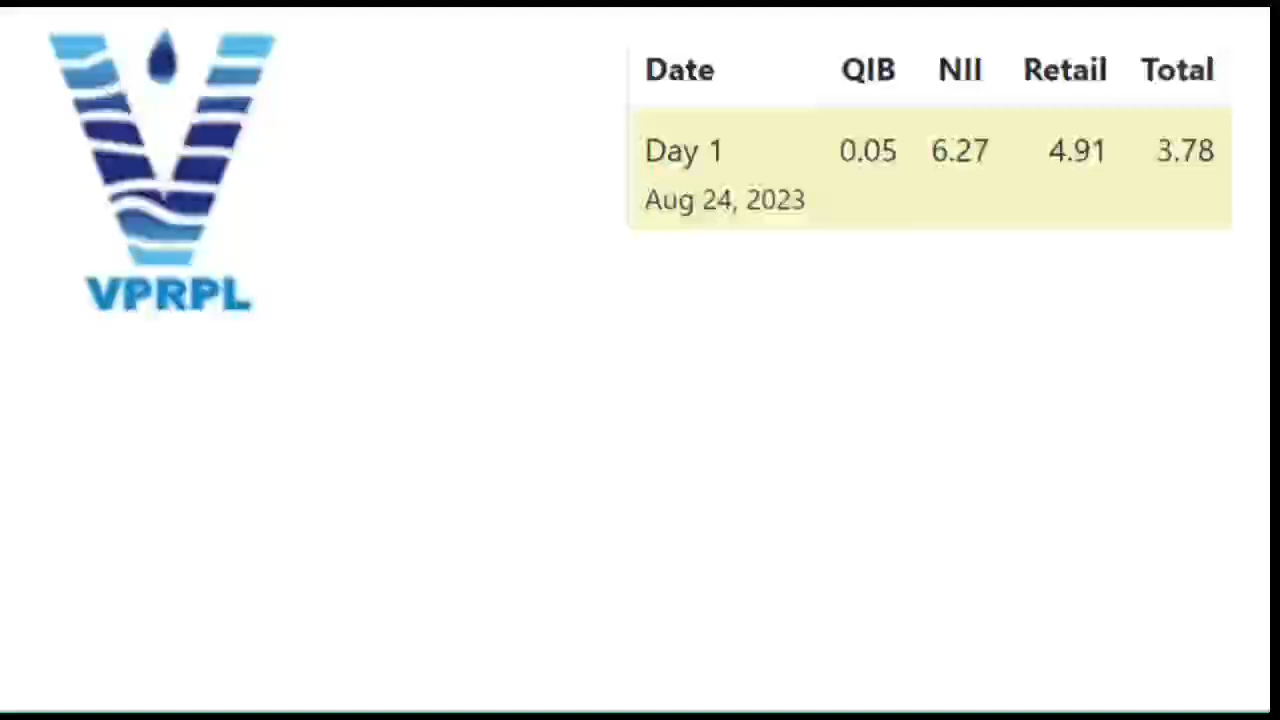 VPRPL
Date QIB NII Retail Total
Day 1 0.05 6.27 4.91 3.78
Aug 24, 2023